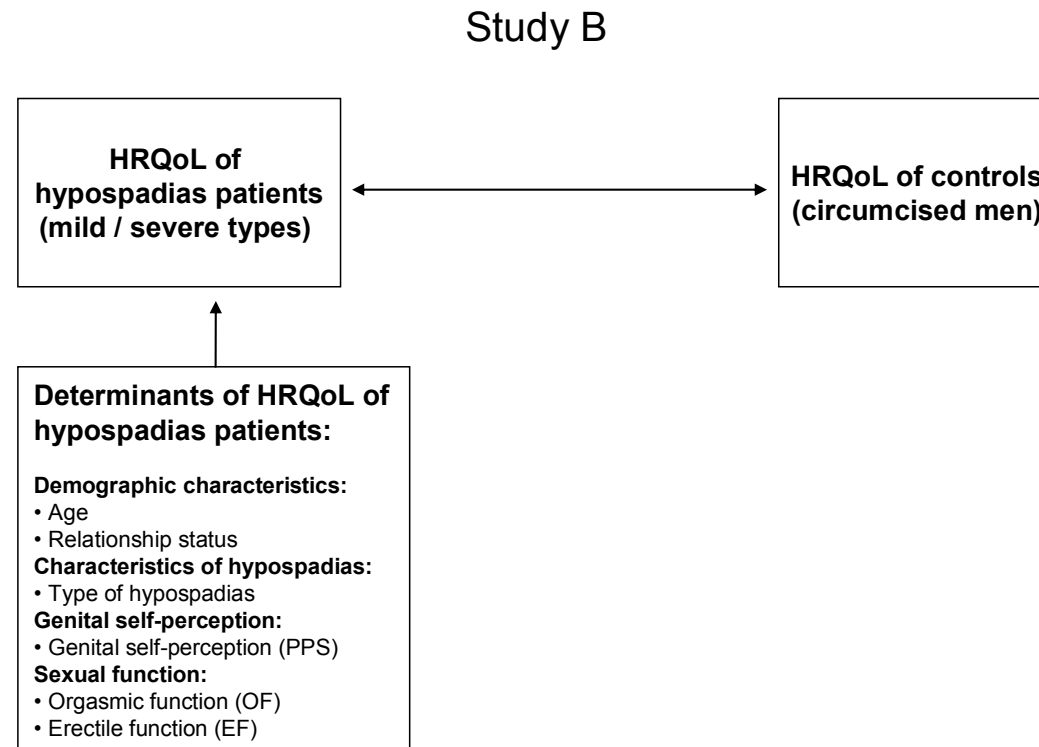 Study B
HRQoL of
hypospadias patients
(mild / severe types)
HRQoL of controls
(circumcised men)
Determinants of HRQoL of
hypospadias patients:
Demographic characteristics:
• Age
• Relationship status
Characteristics of hypospadias:
• Type of hypospadias
Genital self-perception:
• Genital self-perception (PPS)
Sexual function:
• Orgasmic function (OF)
• Erectile function (EF)